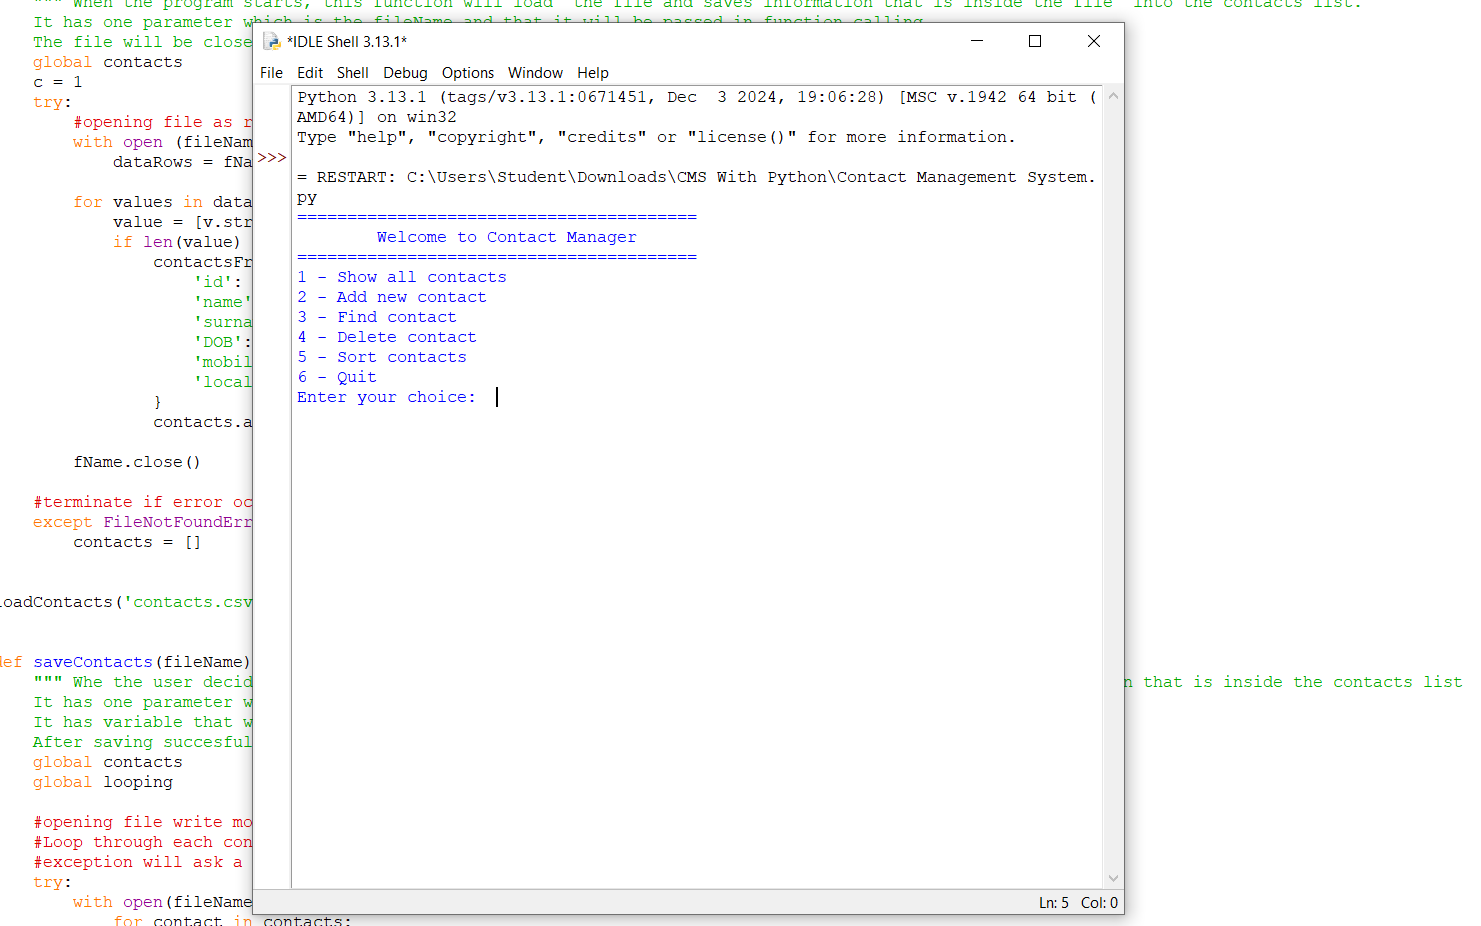 """ When the program starts, this function will load  the file and saves information that is inside the file  into the contacts list.
It has one parameter which is the fileName and that it will be passed in function calling
The file will be close
global contacts
c = 1
try:
#opening file as r
with open (fileNam
dataRows = fNa
for values in data
value = [v.str
if len(value)
contactsFr
'id':
'name'
'surna
'DOB':
'mobil
'local
}
contacts.a
fName.close()
#terminate if error oc
except FileNotFoundErr
contacts = []
loadContacts('contacts.csv
def saveContacts(fileName)
""" Whe the user decid
n that is inside the contacts list
It has one parameter w
It has variable that w
After saving succesful
global contacts
global looping
#opening file write mo
#Loop through each con
#exception will ask a
try:
with open(fileName
for contact in contacts:
*IDLE Shell 3.13.1*
File Edit Shell Debug Options Window Help
Python 3.13.1 (tags/v3.13.1:0671451, Dec  3 2024, 19:06:28) [MSC v.1942 64 bit (
AMD64)] on win32
Type "help", "copyright", "credits" or "license()" for more information.
>>>
= RESTART: C:\Users\Student\Downloads\CMS With Python\Contact Management System.
py
========================================
Welcome to Contact Manager
========================================
1 - Show all contacts
2 - Add new contact
3 - Find contact
4 - Delete contact
5 - Sort contacts
6 - Quit
Enter your choice:
Ln: 5 Col: 0